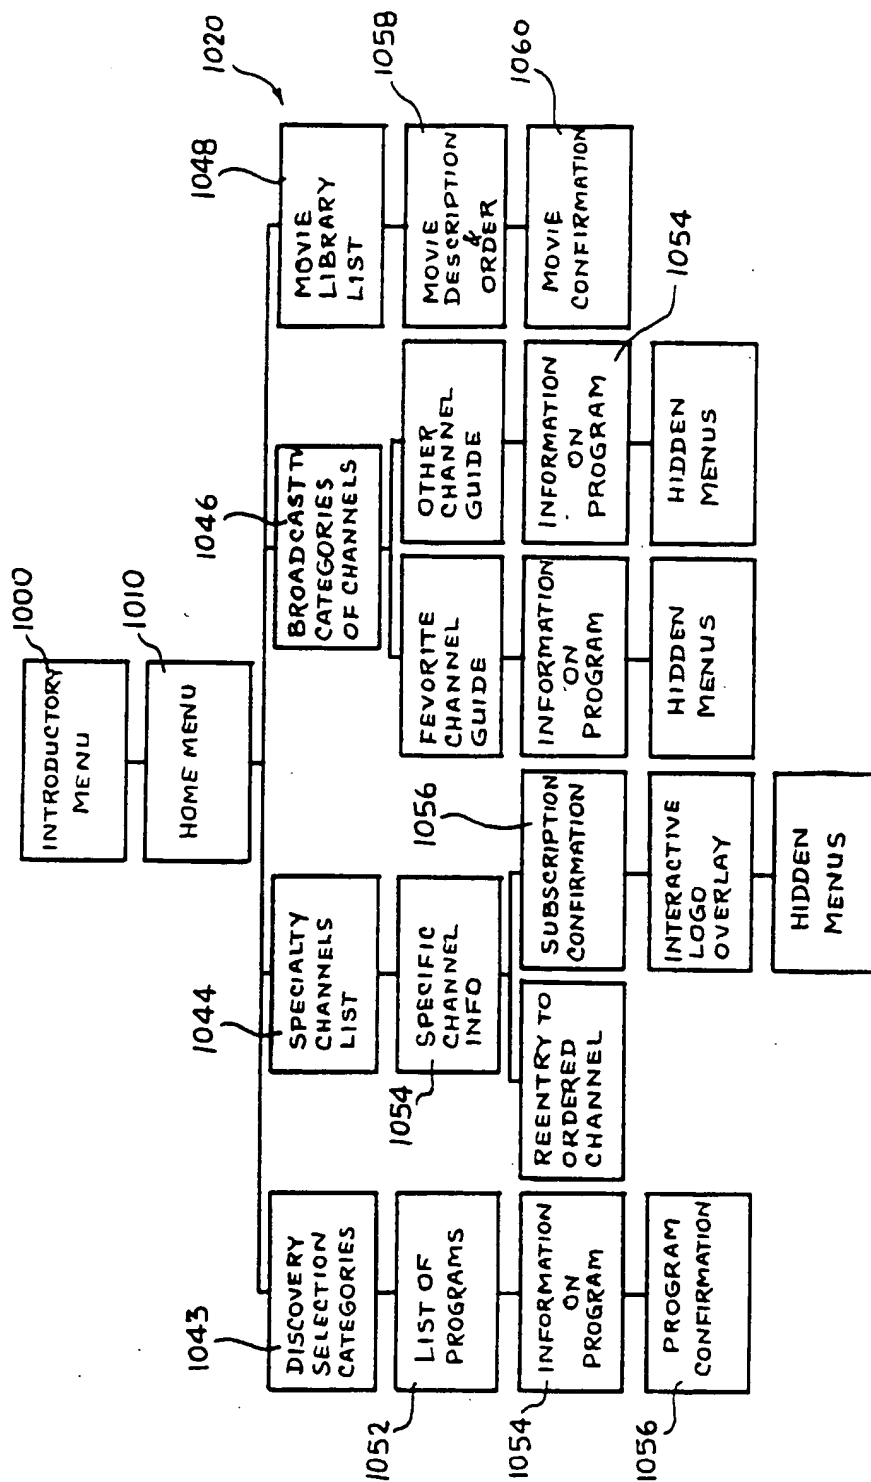 1000
INTRODUCTORY
MENU
1010
HOME MENU
1020
1043
DISCOVERY
SELECTION
CATEGORIES
1044
SPECIALTY
CHANNELS
LIST
1046
BROADCAST TV
CATEGORIES
OF CHANNELS
1048
MOVIE
LIBRARY
LIST
1052
LIST OF
PROGRAMS
1054
SPECIFIC
CHANNEL
INFO
FEVORITE
CHANNEL
GUIDE
OTHER
CHANNEL
GUIDE
1058
MOVIE
DESCRIPTION
&
ORDER
1054
INFORMATION
ON
PROGRAM
REENTRY TO
ORDERED
CHANNEL
1056
SUBSCRIPTION
CONFIRMATION
INFORMATION
ON
PROGRAM
INFORMATION
ON
PROGRAM
1054
1060
MOVIE
CONFIRMATION
1056
PROGRAM
CONFIRMATION
INTERACTIVE
LOGO
OVERLAY
HIDDEN
MENUS
HIDDEN
MENUS
HIDDEN
MENUS